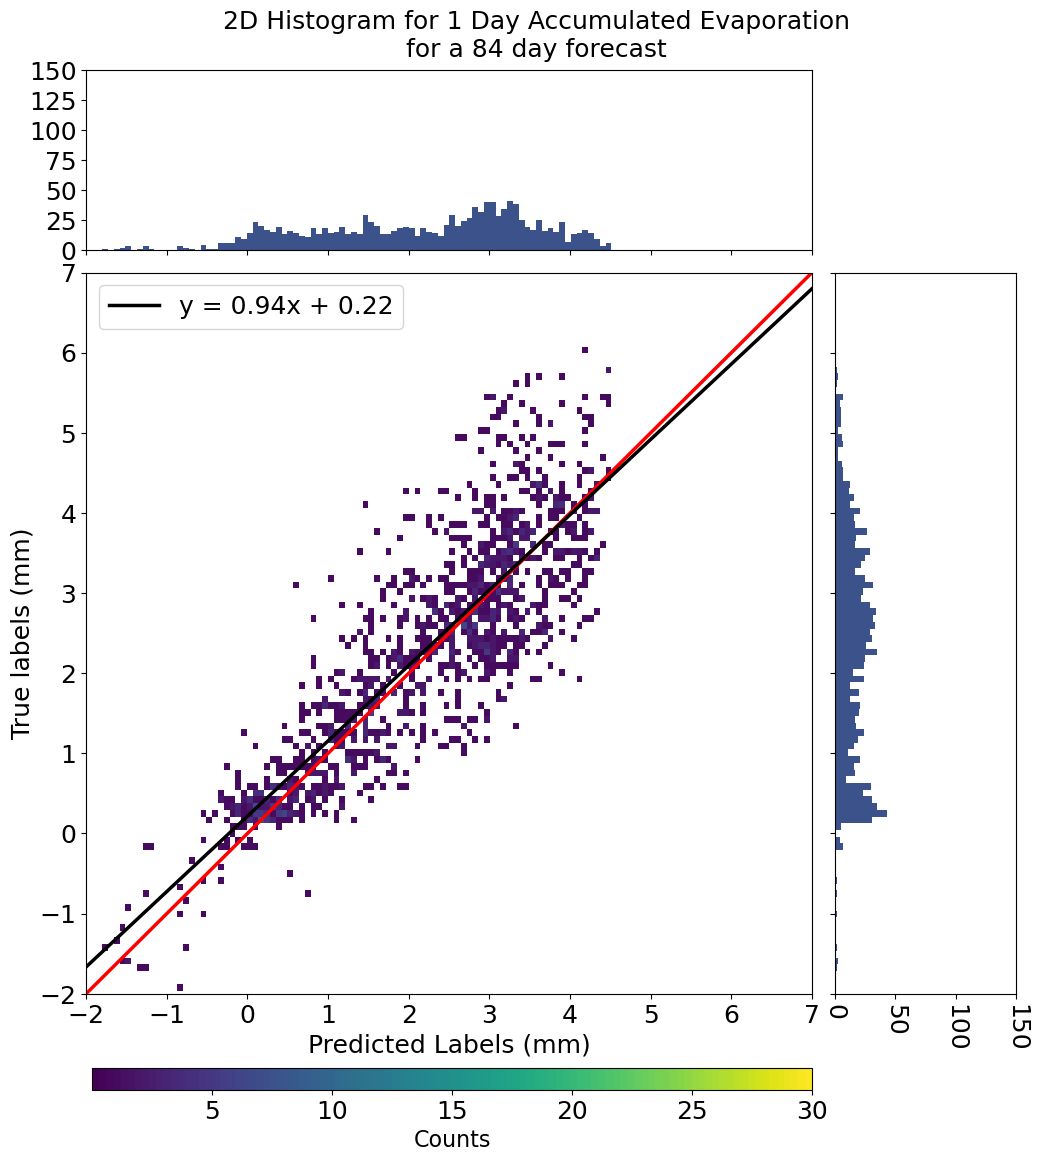 2D Histogram for 1 Day Accumulated Evaporation
for a 84 day forecast
150
125
100
75
50
25
0
7
6
5
4
3
2
1
0
−1
−2
True labels (mm)
y = 0.94x + 0.22
−2 −1 0 1 2 3 4 5 6 7
Predicted Labels (mm)
0 50 100 150
5 10 15 20 25 30
Counts